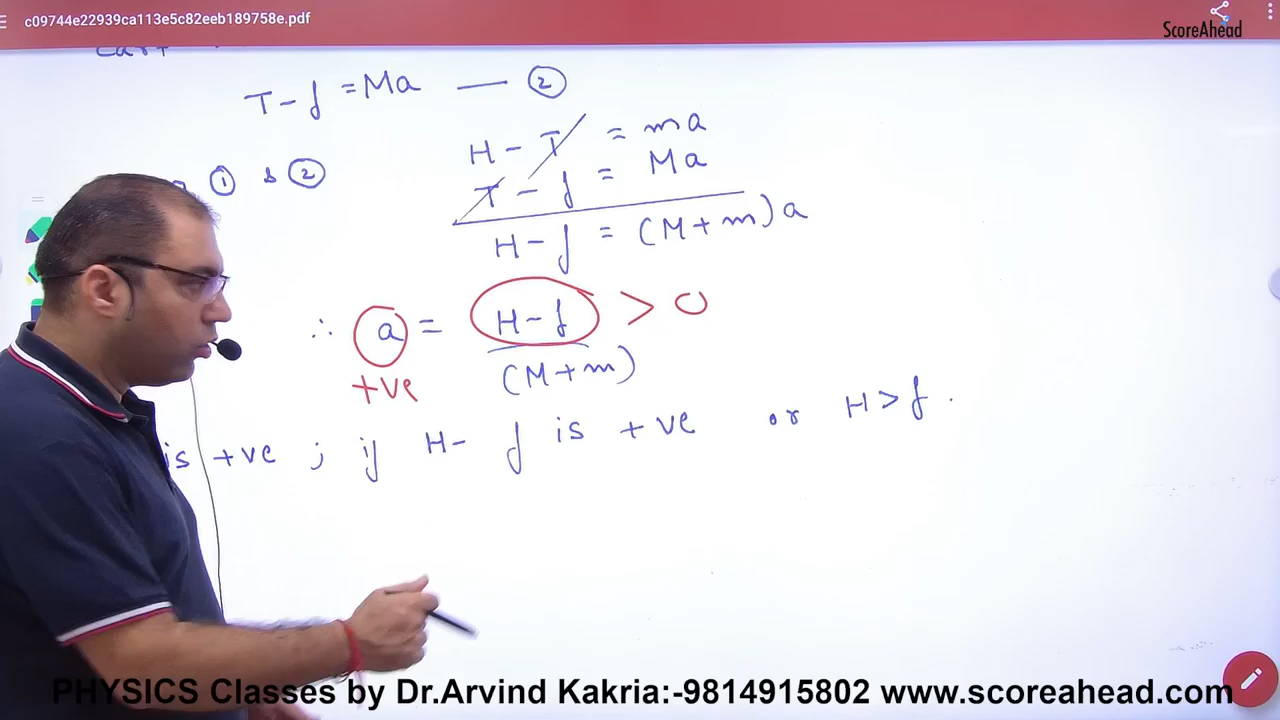 c09744e22939ca113e5c82eeb189758e.pdf
ScoreAhead
T - f = Ma — ②
① & ②
H - T = ma
T - f = Ma
H - f = (M+m)a
∴ a = H - f > 0
(M+m)
+ve
is +ve ; if H - f is +ve or H > f .
PHYSICS Classes by Dr.Arvind Kakria:-9814915802 www.scoreahead.com